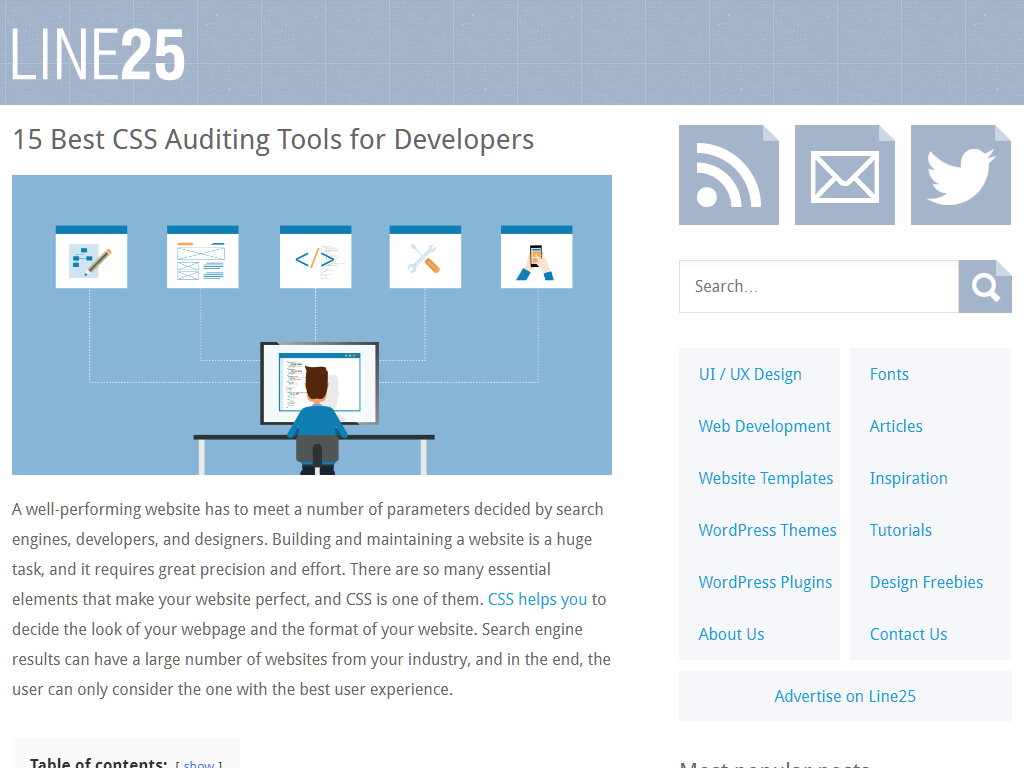 LINE25
15 Best CSS Auditing Tools for Developers
</>
A well-performing website has to meet a number of parameters decided by search
engines, developers, and designers. Building and maintaining a website is a huge
task, and it requires great precision and effort. There are so many essential
elements that make your website perfect, and CSS is one of them. CSS helps you to
decide the look of your webpage and the format of your website. Search engine
results can have a large number of websites from your industry, and in the end, the
user can only consider the one with the best user experience.
Table of contents: [ show ]
Search...
UI / UX Design
Web Development
Website Templates
WordPress Themes
WordPress Plugins
About Us
Fonts
Articles
Inspiration
Tutorials
Design Freebies
Contact Us
Advertise on Line25
Most popular posts